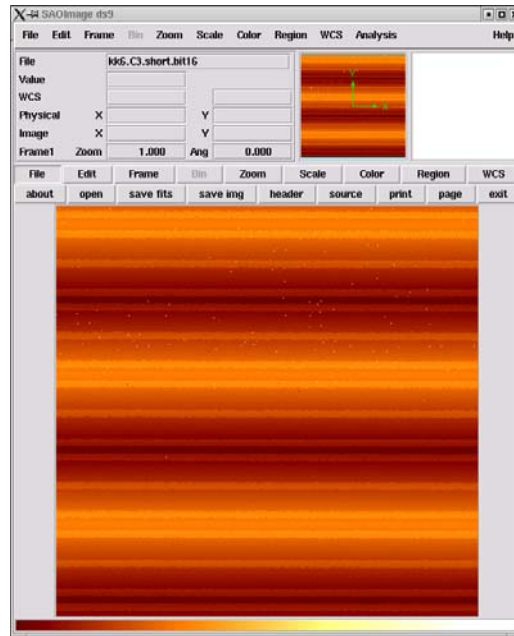 SAOImage ds9
File Edit Frame Bin Zoom Scale Color Region WCS Analysis Help
File kk6.C3.short.bit16
Value
WCS
Physical X Y
Image X Y
Frame1 Zoom 1.000 Ang 0.000
Y
X
File Edit Frame Bin Zoom Scale Color Region WCS
about open save fits save img header source print page exit